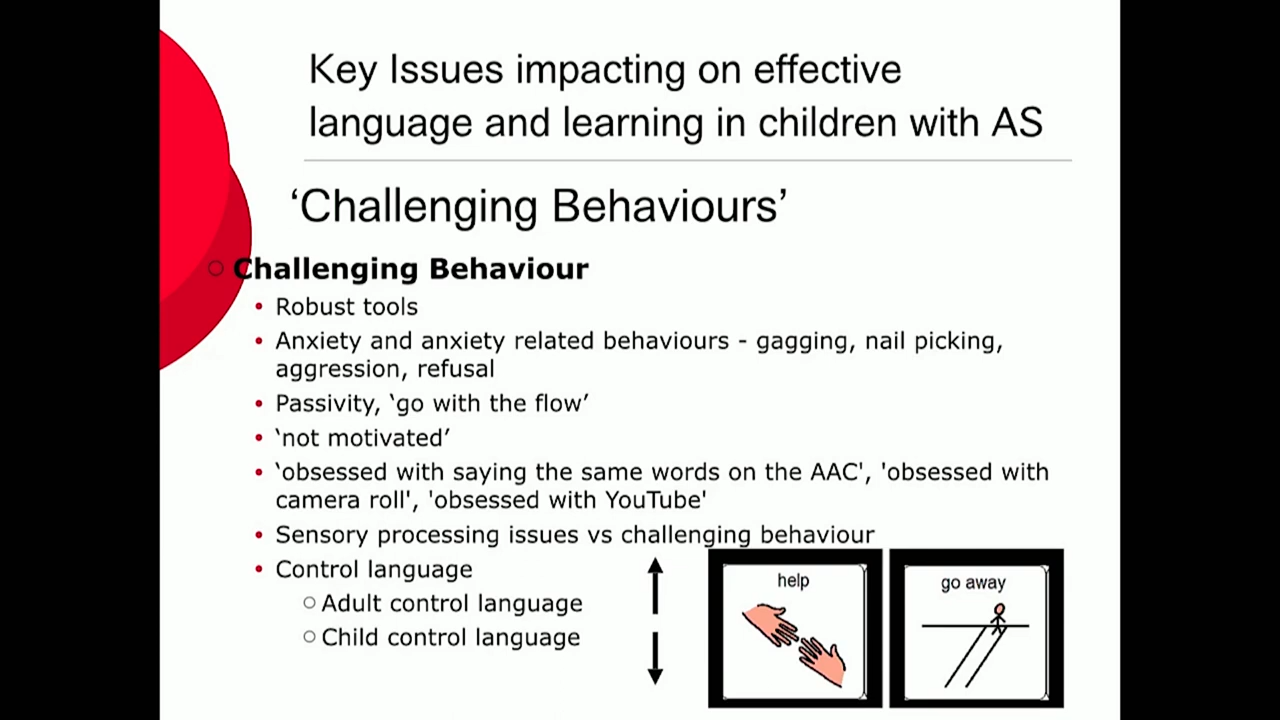 Key Issues impacting on effective
language and learning in children with AS
‘Challenging Behaviours’
Challenging Behaviour
Robust tools
Anxiety and anxiety related behaviours - gagging, nail picking,
aggression, refusal
Passivity, ‘go with the flow’
‘not motivated’
‘obsessed with saying the same words on the AAC', 'obsessed with
camera roll', 'obsessed with YouTube'
Sensory processing issues vs challenging behaviour
Control language
Adult control language
Child control language
help
go away